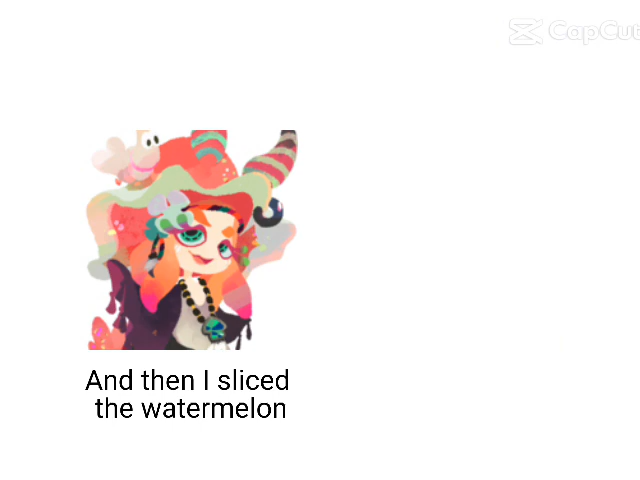 CapCut
And then I sliced
the watermelon